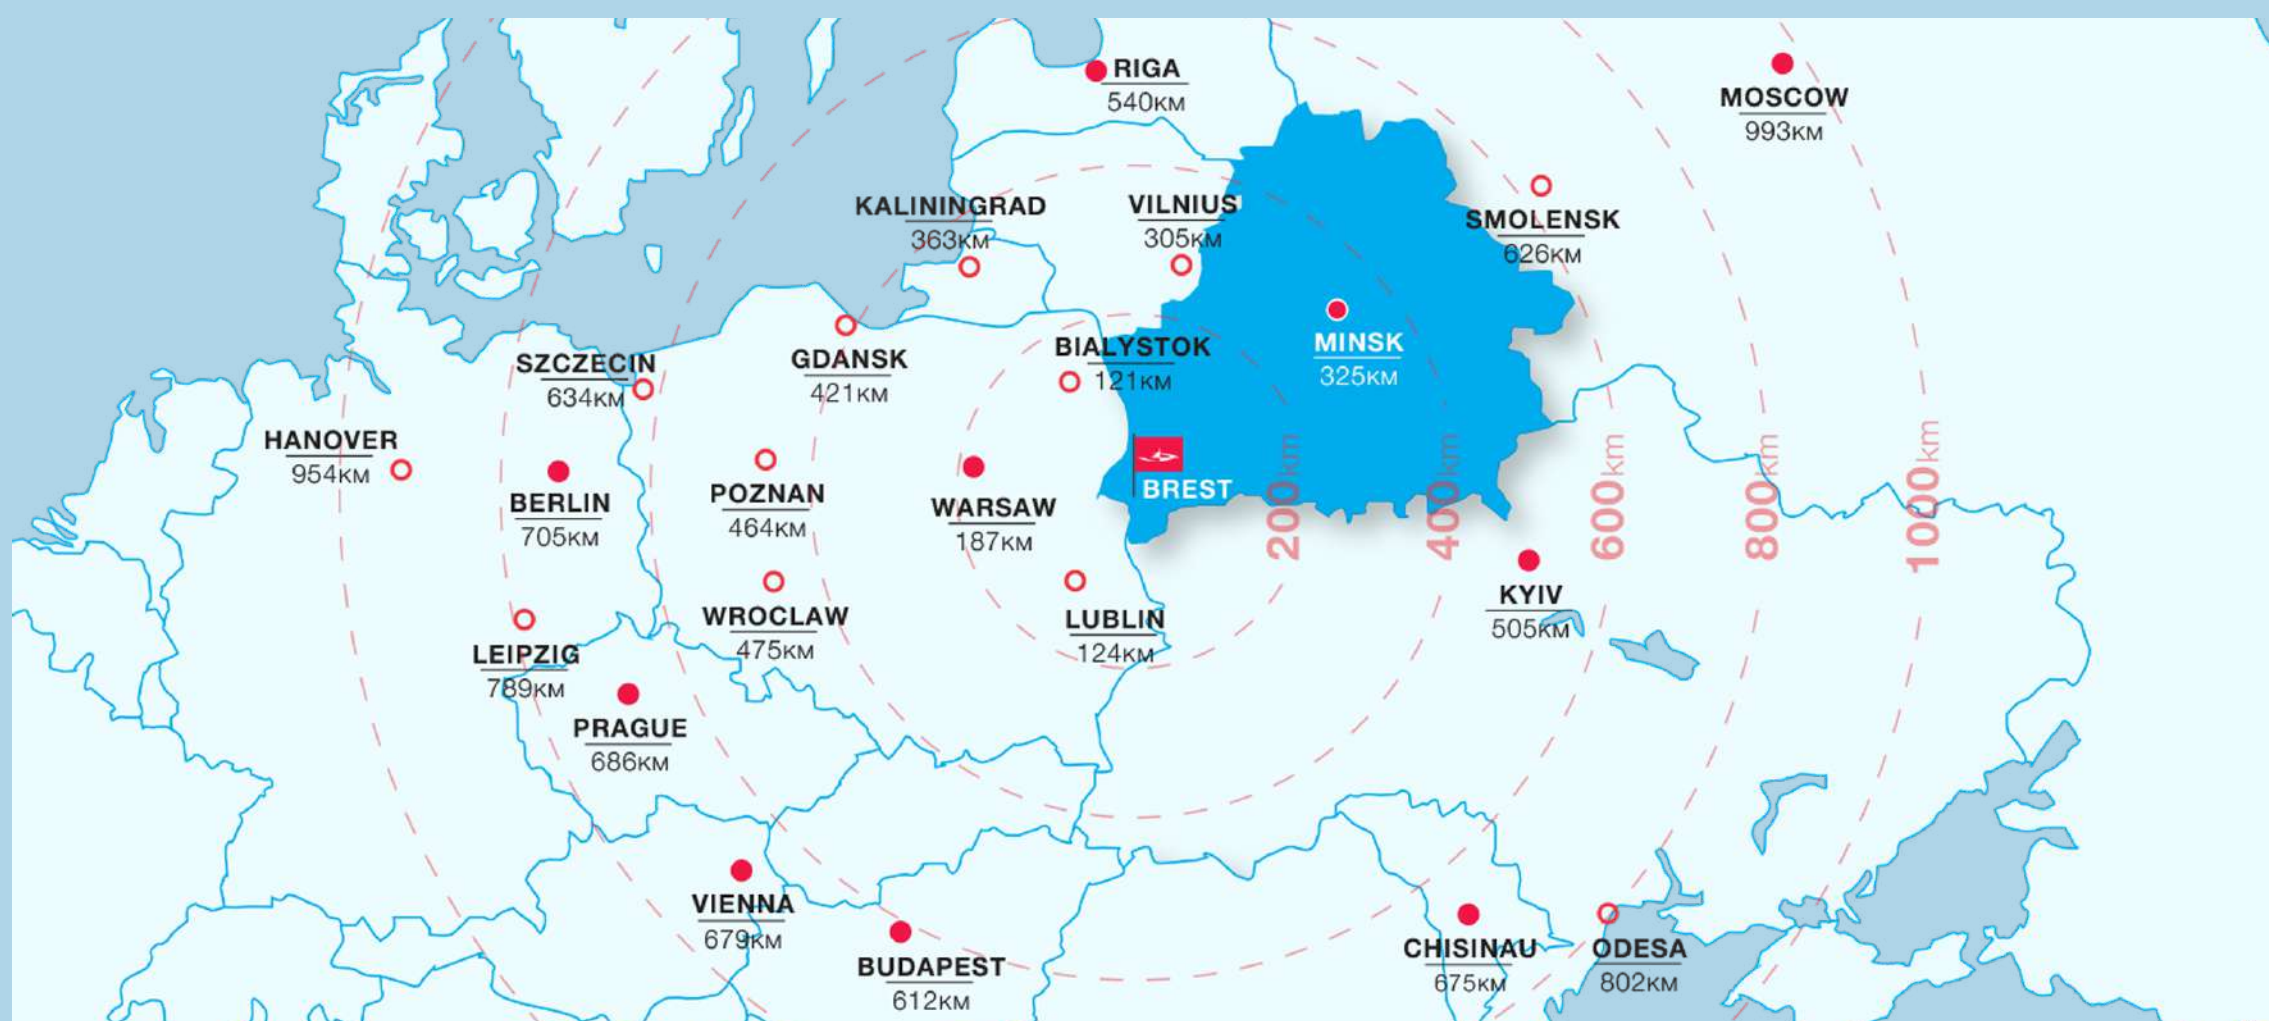 RIGA
540км
MOSCOW
993км
KALININGRAD
363км
VILNIUS
305км
SMOLENSK
626км
SZCZECIN
634км
GDANSK
421км
BIALYSTOK
121км
MINSK
325км
HANOVER
954км
BERLIN
705км
POZNAN
464км
WARSAW
187км
BREST
200km
400km
600km
800km
1000km
LEIPZIG
789км
WROCLAW
475км
LUBLIN
124км
KYIV
505км
PRAGUE
686км
VIENNA
679км
BUDAPEST
612км
CHISINAU
675км
ODESA
802км